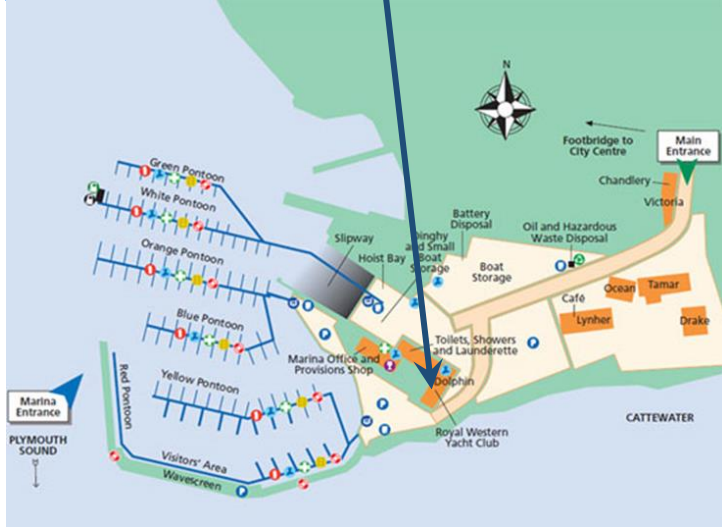 N
Footbridge to
City Centre
Main
Entrance
Chandlery
Victoria
Green Pontoon
White Pontoon
Orange Pontoon
Blue Pontoon
Yellow Pontoon
Red Pontoon
Visitors' Area
Wavescreen
Marina
Entrance
PLYMOUTH
SOUND
Slipway
Hoist Bay
Dinghy
and Small
Boat
Storage
Battery
Disposal
Boat
Storage
Oil and Hazardous
Waste Disposal
Café
Lynher
Ocean
Tamar
Drake
Marina Office and
Provisions Shop
Toilets, Showers
and Launderette
Dolphin
Royal Western
Yacht Club
CATTEWATER
P
P
P
P